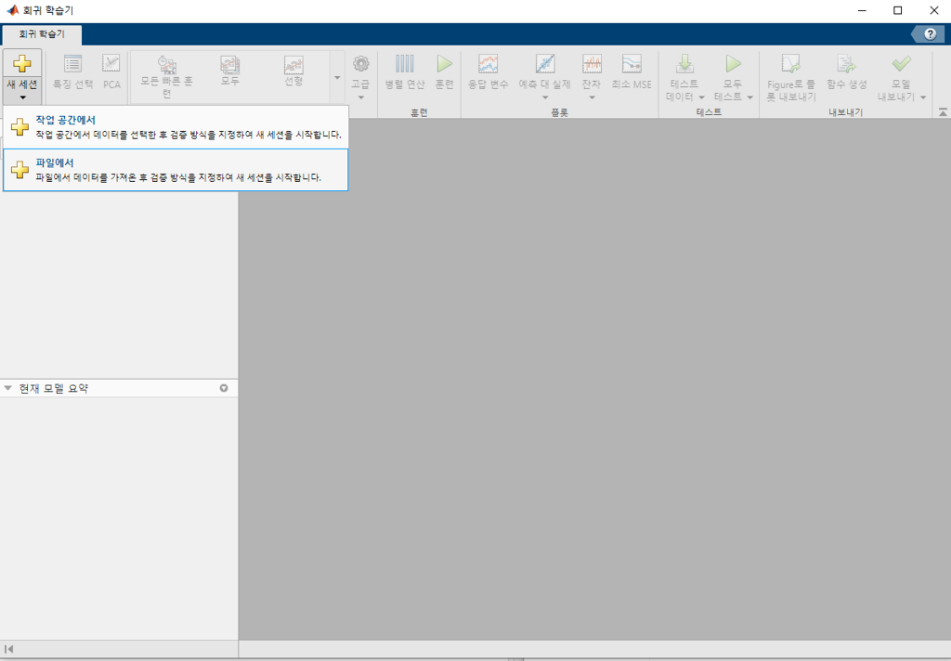 회귀 학습기
회귀 학습기
?
새 세션
특징 선택
PCA
모든 빠른 훈
련
모두
선형
고급
병렬 연산
훈련
응답 변수
예측 대 실제
잔차
최소 MSE
테스트
데이터
모두
테스트
Figure로 플
롯 내보내기
함수 생성
모델
내보내기
훈련
플롯
테스트
내보내기
작업 공간에서
작업 공간에서 데이터를 선택한 후 검증 방식을 지정하여 새 세션을 시작합니다.
파일에서
파일에서 데이터를 가져온 후 검증 방식을 지정하여 새 세션을 시작합니다.
현재 모델 요약